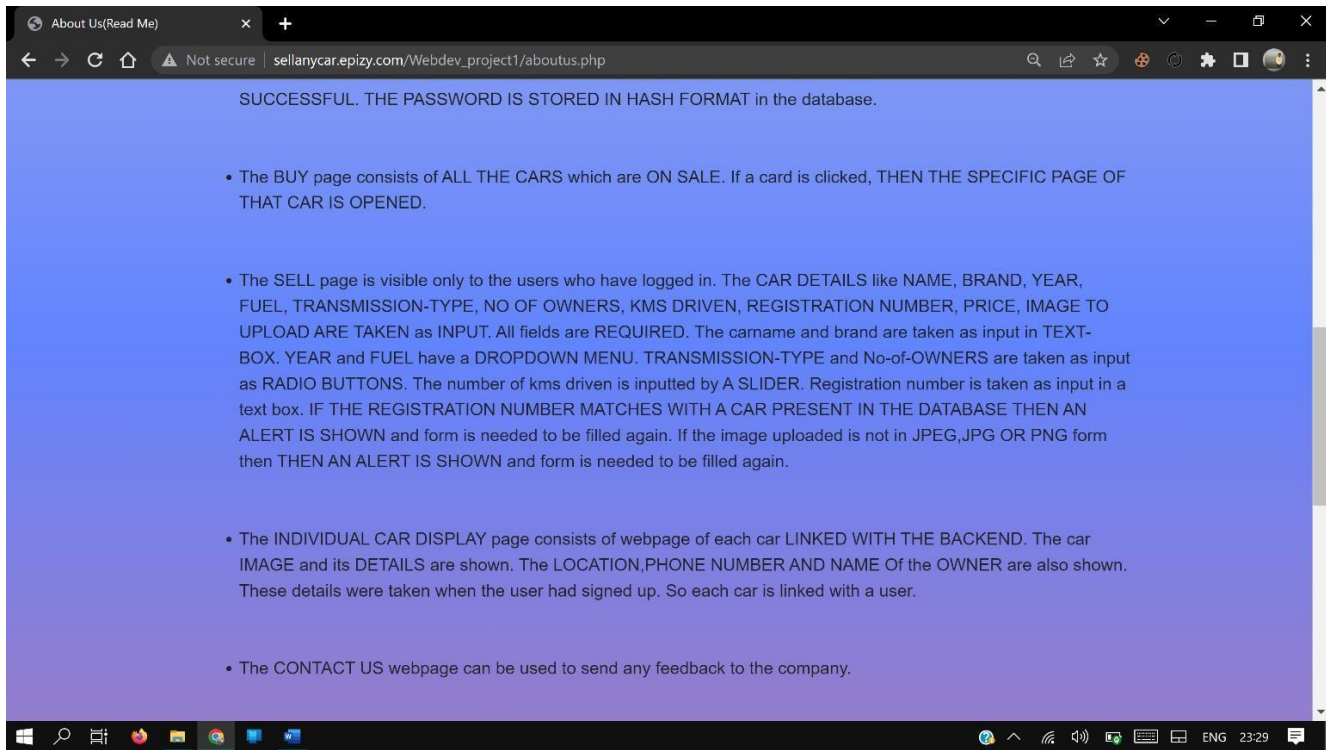 About Us(Read Me)
Not secure | sellanycar.epizy.com/Webdev_project1/aboutus.php
SUCCESSFUL. THE PASSWORD IS STORED IN HASH FORMAT in the database.
• The BUY page consists of ALL THE CARS which are ON SALE. If a card is clicked, THEN THE SPECIFIC PAGE OF
THAT CAR IS OPENED.
• The SELL page is visible only to the users who have logged in. The CAR DETAILS like NAME, BRAND, YEAR,
FUEL, TRANSMISSION-TYPE, NO OF OWNERS, KMS DRIVEN, REGISTRATION NUMBER, PRICE, IMAGE TO
UPLOAD ARE TAKEN as INPUT. All fields are REQUIRED. The carname and brand are taken as input in TEXT-
BOX. YEAR and FUEL have a DROPDOWN MENU. TRANSMISSION-TYPE and No-of-OWNERS are taken as input
as RADIO BUTTONS. The number of kms driven is inputted by A SLIDER. Registration number is taken as input in a
text box. IF THE REGISTRATION NUMBER MATCHES WITH A CAR PRESENT IN THE DATABASE THEN AN
ALERT IS SHOWN and form is needed to be filled again. If the image uploaded is not in JPEG,JPG OR PNG form
then THEN AN ALERT IS SHOWN and form is needed to be filled again.
• The INDIVIDUAL CAR DISPLAY page consists of webpage of each car LINKED WITH THE BACKEND. The car
IMAGE and its DETAILS are shown. The LOCATION,PHONE NUMBER AND NAME Of the OWNER are also shown.
These details were taken when the user had signed up. So each car is linked with a user.
• The CONTACT US webpage can be used to send any feedback to the company.
ENG 23:29